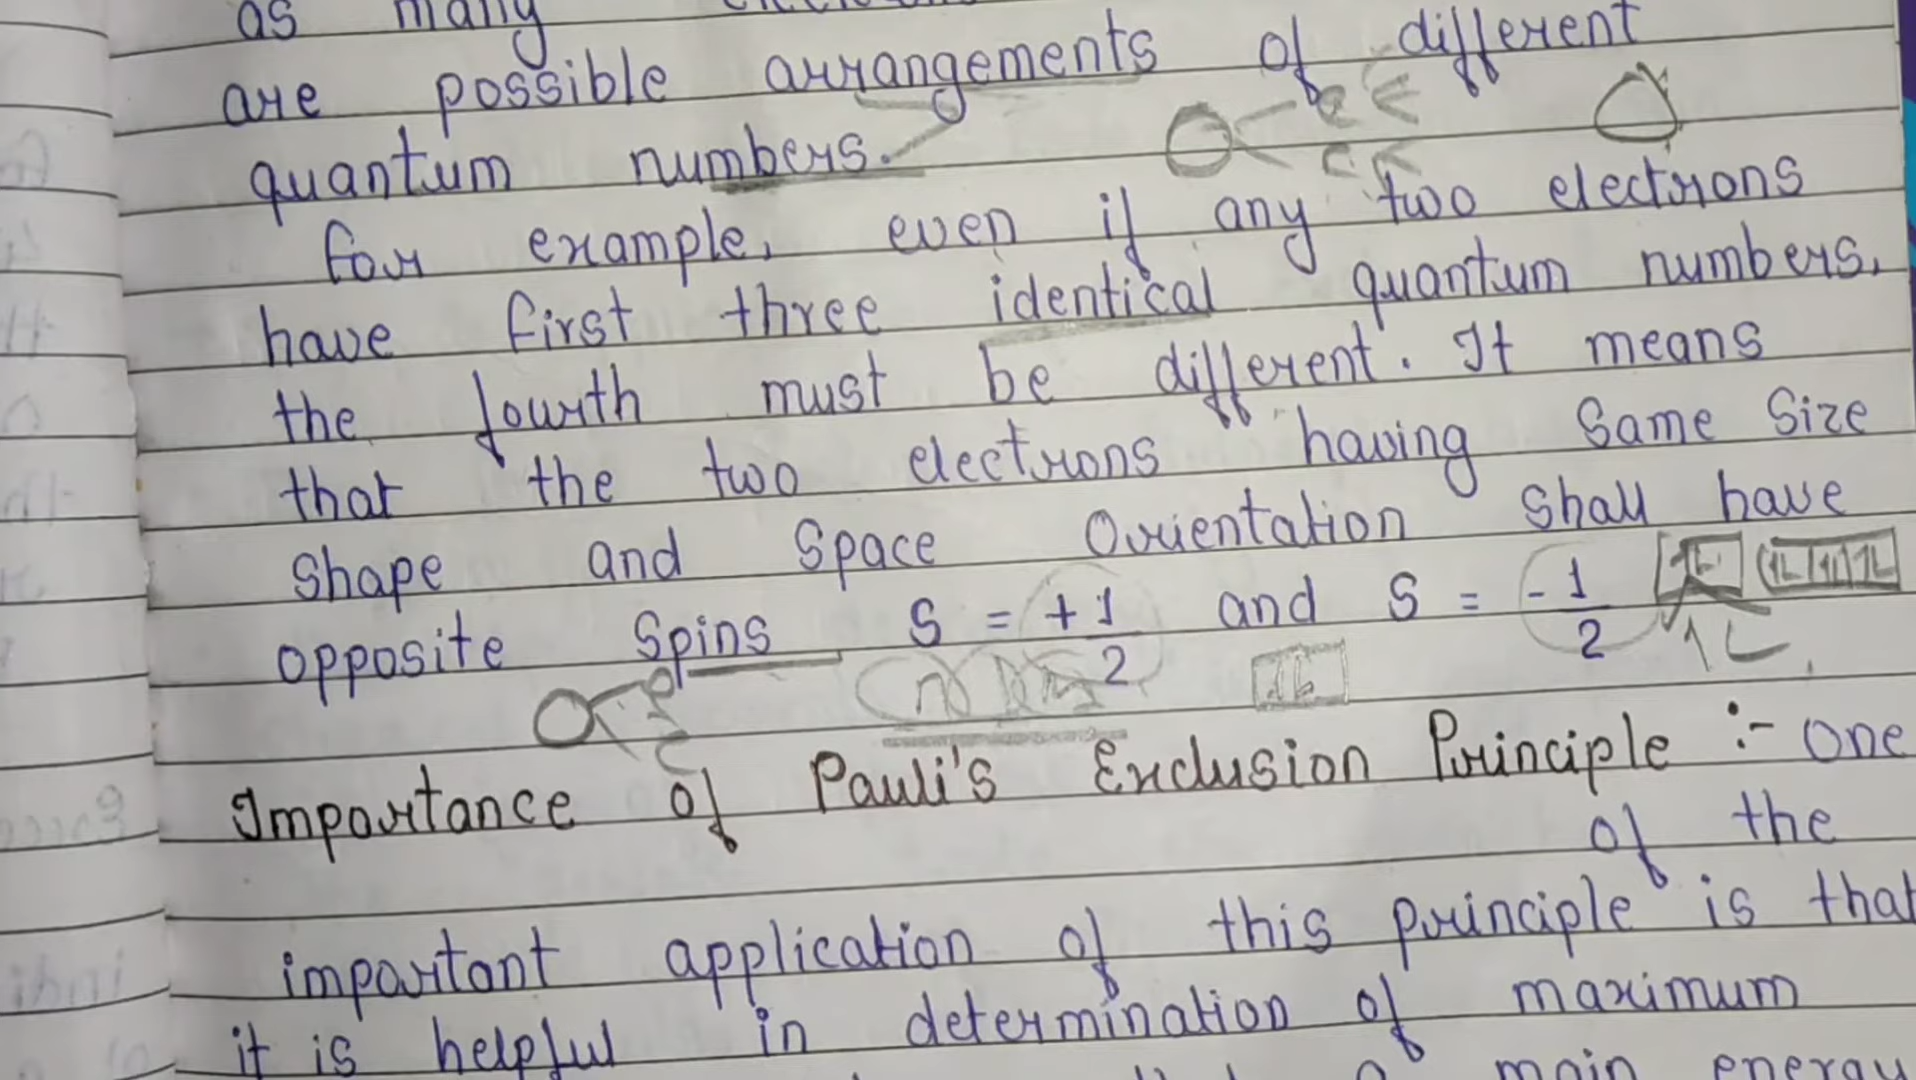 as many
are possible arrangements of different
quantum numbers.
for example, even if any two electrons
have first three identical quantum numbers,
the fourth must be different. It means
that the two electrons having Same Size
Shape and Space Orientation Shall have
opposite Spins S = +1/2 and S = -1/2
Importance of Pauli's Exclusion Principle :- One
of the
important application of this principle is that
it is helpful in determination of maximum
main energy